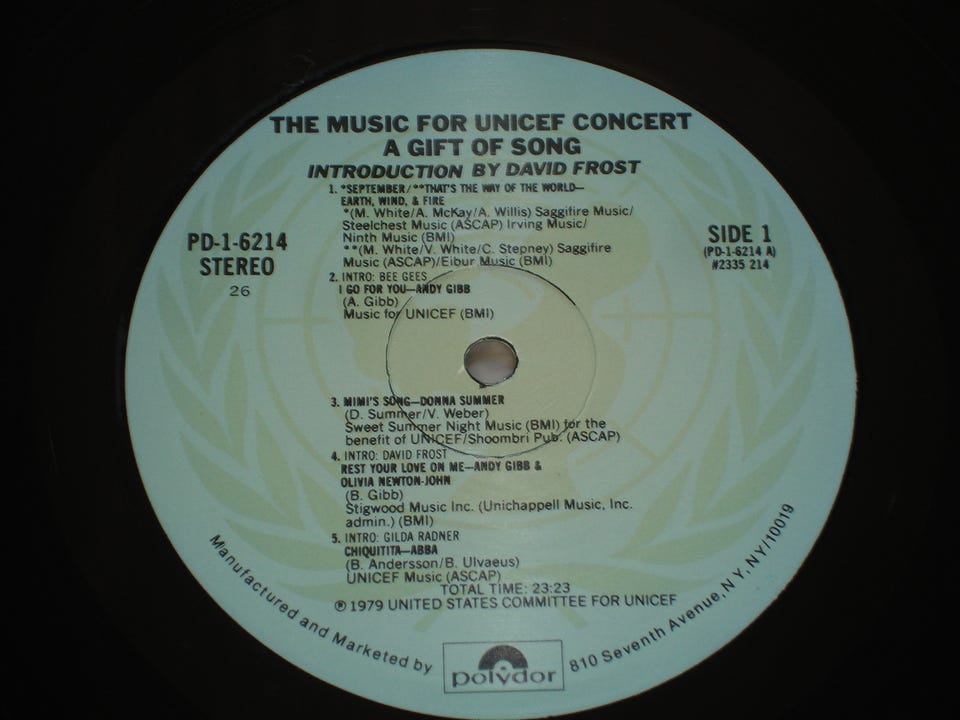 THE MUSIC FOR UNICEF CONCERT
A GIFT OF SONG
INTRODUCTION BY DAVID FROST
PD-1-6214
STEREO
26
SIDE 1
(PD-1-6214 A)
#2335 214
1. *SEPTEMBER/**THAT'S THE WAY OF THE WORLD—
EARTH, WIND, & FIRE
*(M. White/A. McKay/A. Willis) Saggifire Music/
Steelchest Music (ASCAP) Irving Music/
Ninth Music (BMI)
**(M. White/V. White/C. Stepney) Saggifire
Music (ASCAP)/Eibur Music (BMI)
2. INTRO: BEE GEES
I GO FOR YOU—ANDY GIBB
(A. Gibb)
Music for UNICEF (BMI)
3. MIMI'S SONG—DONNA SUMMER
(D. Summer/V. Weber)
Sweet Summer Night Music (BMI) for the
benefit of UNICEF/Shoombri Pub. (ASCAP)
4. INTRO: DAVID FROST
REST YOUR LOVE ON ME—ANDY GIBB &
OLIVIA NEWTON-JOHN
(B. Gibb)
Stigwood Music Inc. (Unichappell Music, Inc.
admin.) (BMI)
5. INTRO: GILDA RADNER
CHIQUITITA—ABBA
(B. Andersson/B. Ulvaeus)
UNICEF Music (ASCAP)
TOTAL TIME: 23:23
℗ 1979 UNITED STATES COMMITTEE FOR UNICEF
Manufactured and Marketed by
polydor
810 Seventh Avenue, N.Y., NY/10019